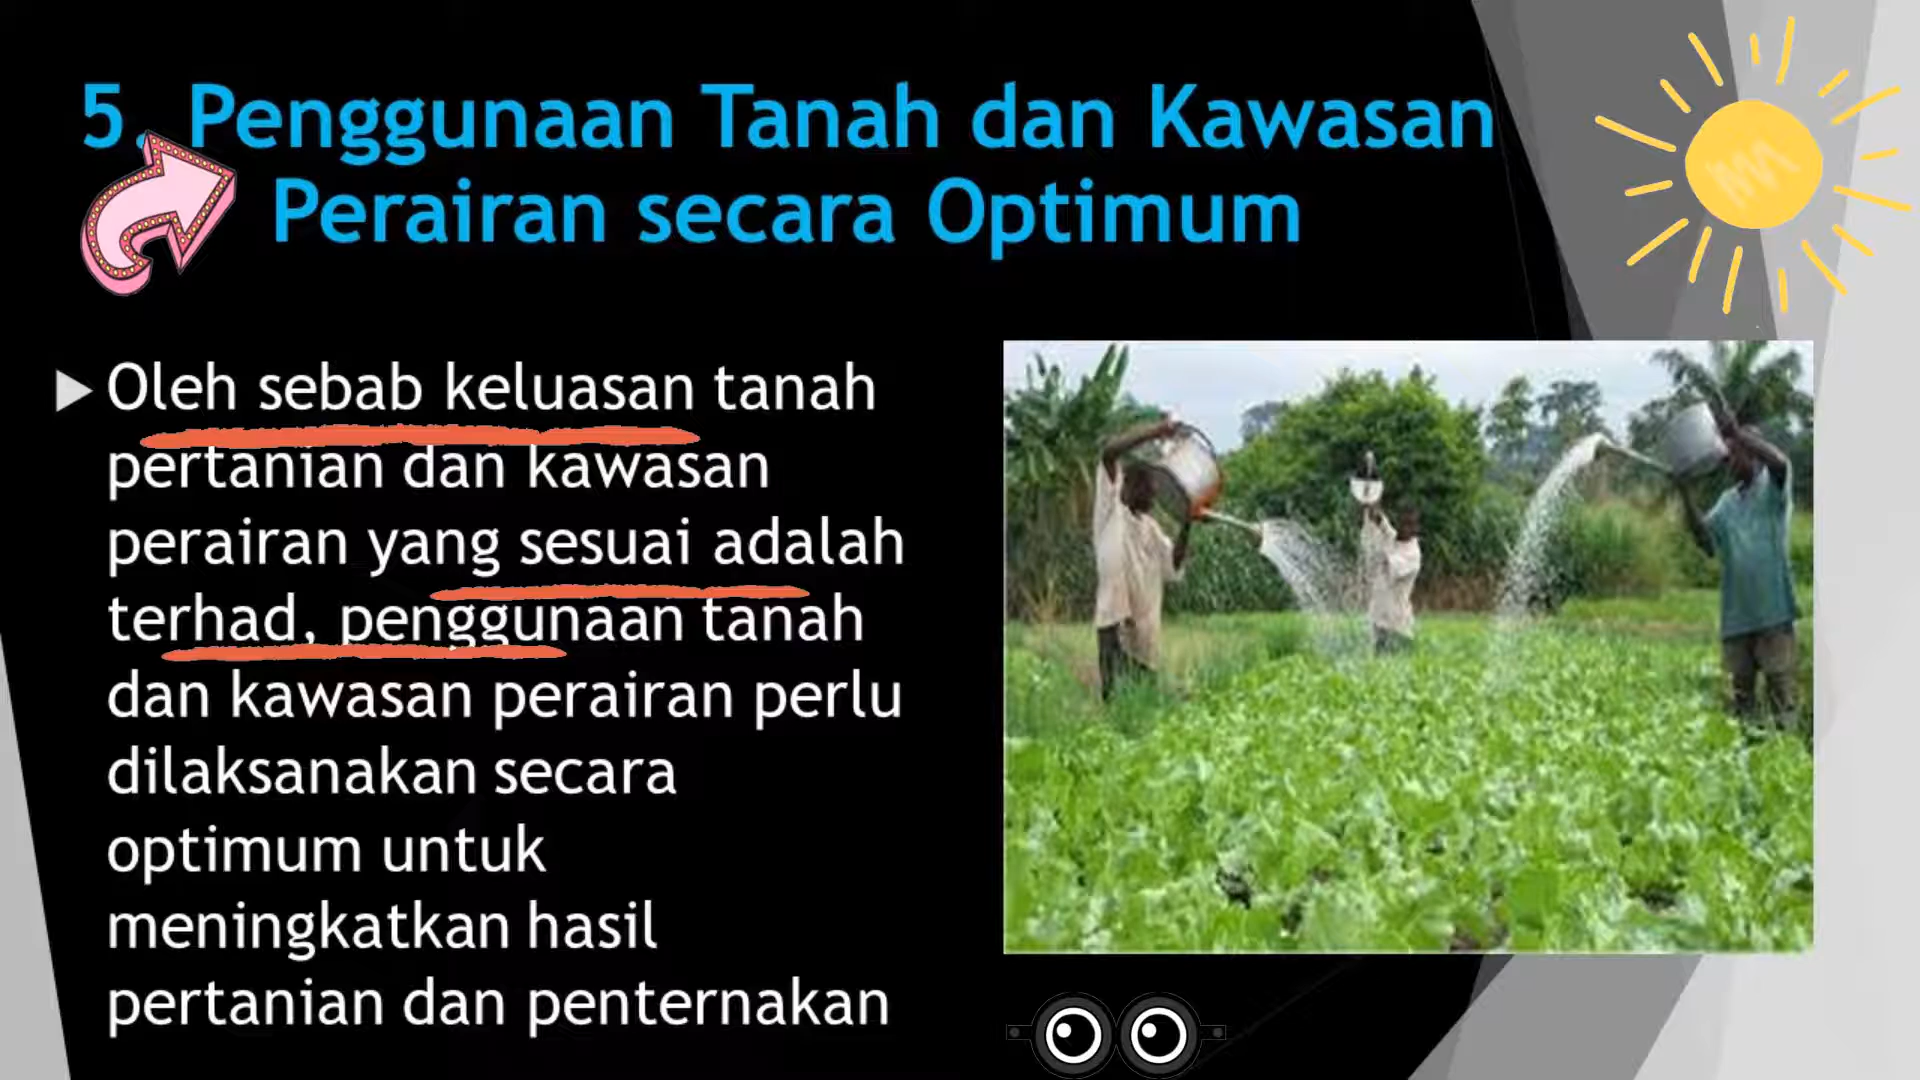 5. Penggunaan Tanah dan Kawasan
Perairan secara Optimum
Oleh sebab keluasan tanah
pertanian dan kawasan
perairan yang sesuai adalah
terhad, penggunaan tanah
dan kawasan perairan perlu
dilaksanakan secara
optimum untuk
meningkatkan hasil
pertanian dan penternakan